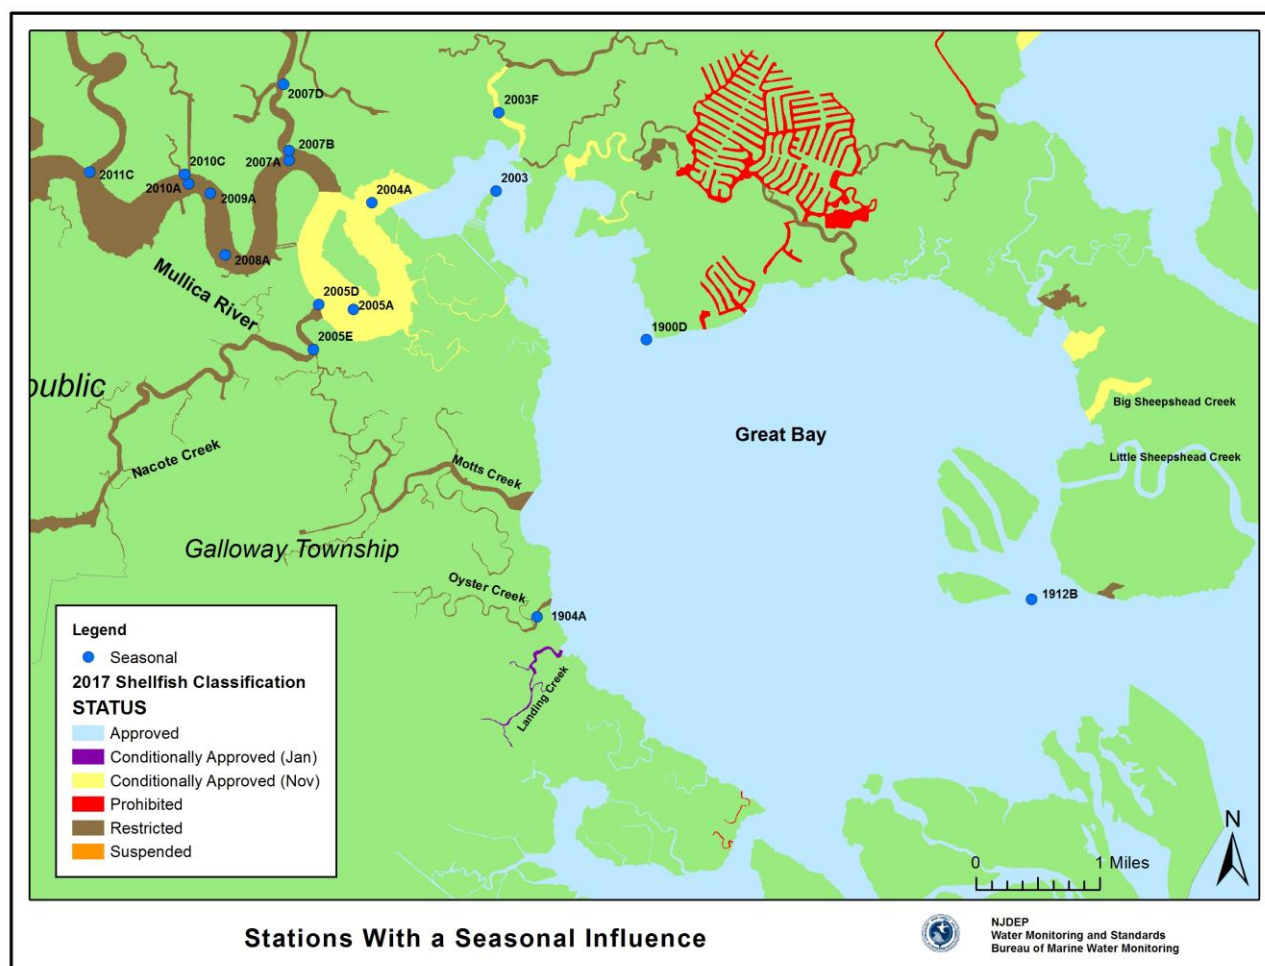 2007D
2003F
2007B
2007A
2010C
2011C
2010A
2009A
2004A
2003
2008A
Mullica River
2005D
2005A
1900D
2005E
public
Great Bay
Big Sheepshead Creek
Nacote Creek
Motts Creek
Little Sheepshead Creek
Galloway Township
Oyster Creek
1904A
1912B
Landing Creek
Legend
Seasonal
2017 Shellfish Classification
STATUS
Approved
Conditionally Approved (Jan)
Conditionally Approved (Nov)
Prohibited
Restricted
Suspended
N
0 1 Miles
Stations With a Seasonal Influence
NJDEP
Water Monitoring and Standards
Bureau of Marine Water Monitoring